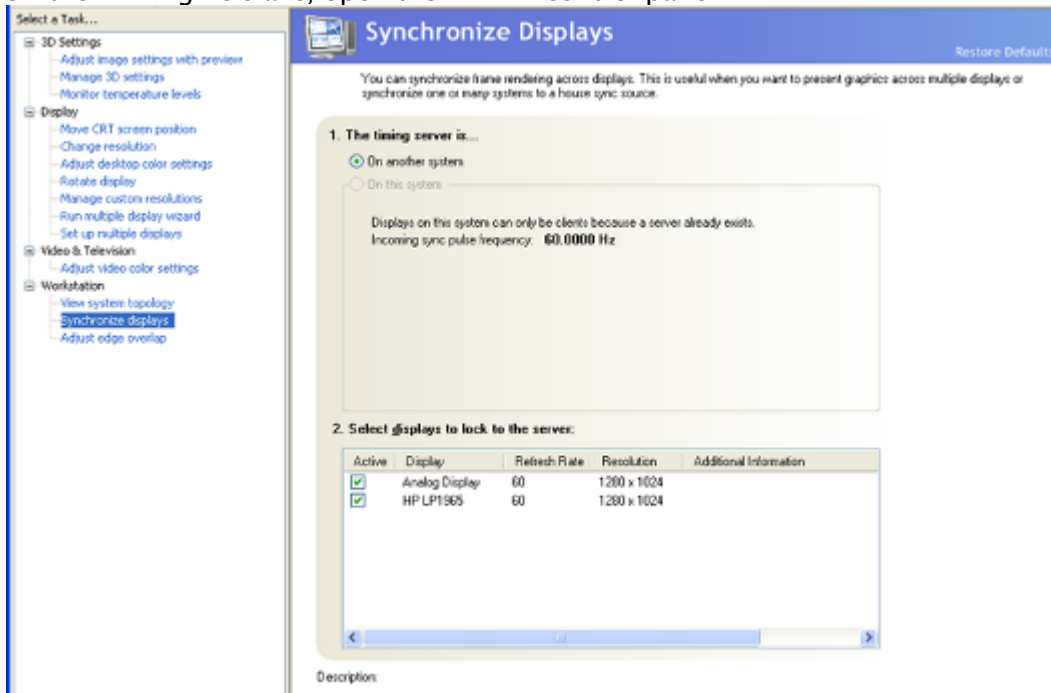 Select a Task...
3D Settings
Adjust image settings with preview
Manage 3D settings
Monitor temperature levels
Display
Move CRT screen position
Change resolution
Adjust desktop color settings
Rotate display
Manage custom resolutions
Run multiple display wizard
Set up multiple displays
Video & Television
Adjust video color settings
Workstation
View system topology
Synchronize displays
Adjust edge overlap
Synchronize Displays
Restore Default
You can synchronize frame rendering across displays. This is useful when you want to present graphics across multiple displays or
synchronize one or many systems to a house sync source.
1. The timing server is...
On another system
On this system
Displays on this system can only be clients because a server already exists.
Incoming sync pulse frequency: 60.0000 Hz
2. Select displays to lock to the server:
Active Display Refresh Rate Resolution Additional Information
Analog Display 60 1280 x 1024
HP LP1965 60 1280 x 1024
Description: